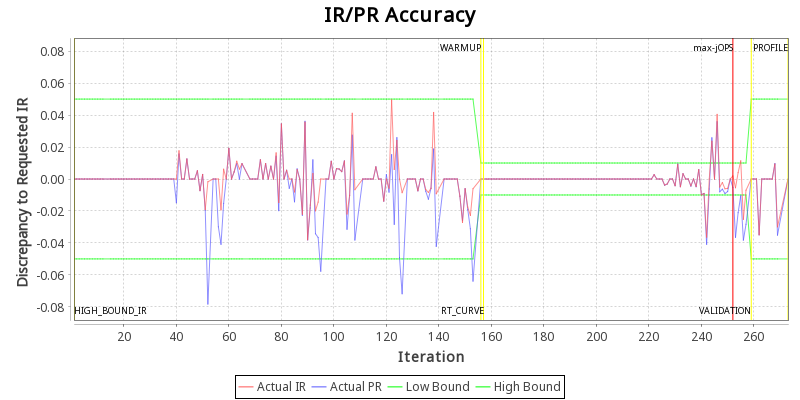 IR/PR Accuracy
Discrepancy to Requested IR
0.08
0.06
0.04
0.02
0.00
-0.02
-0.04
-0.06
-0.08
WARMUP
max-jOPS
PROFILE
HIGH_BOUND_IR
RT_CURVE
VALIDATION
20 40 60 80 100 120 140 160 180 200 220 240 260
Iteration
Actual IR Actual PR Low Bound High Bound